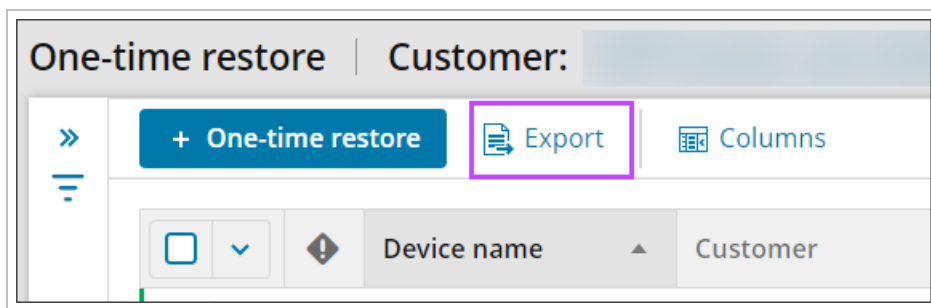 One-time restore | Customer:
+ One-time restore Export Columns
Device name Customer